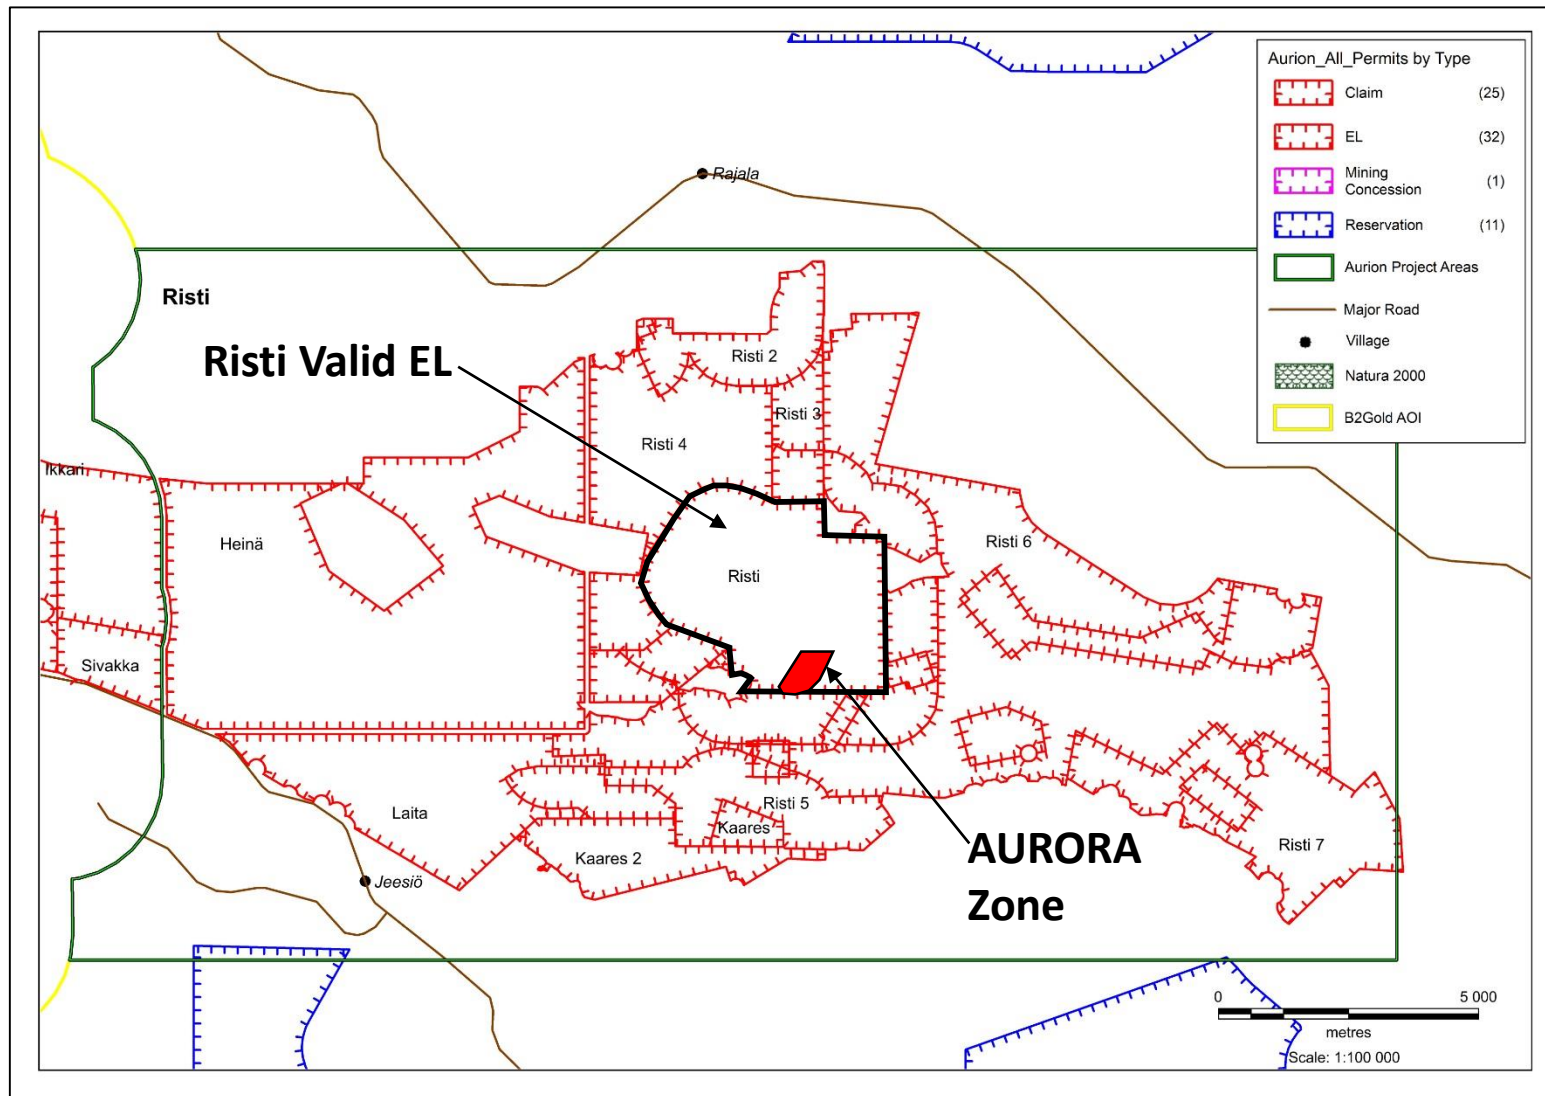 Aurion_All_Permits by Type
Claim (25)
EL (32)
Mining
Concession (1)
Reservation (11)
Aurion Project Areas
Major Road
Village
Natura 2000
B2Gold AOI
Rajala
Risti
Risti Valid EL
Risti 2
Risti 3
Risti 4
Ikkari
Heinä
Risti 6
Risti
Sivakka
Laita
Risti 5
Kaares
Kaares 2
Risti 7
AURORA
Zone
Jeesiö
0 5 000
metres
Scale: 1:100 000